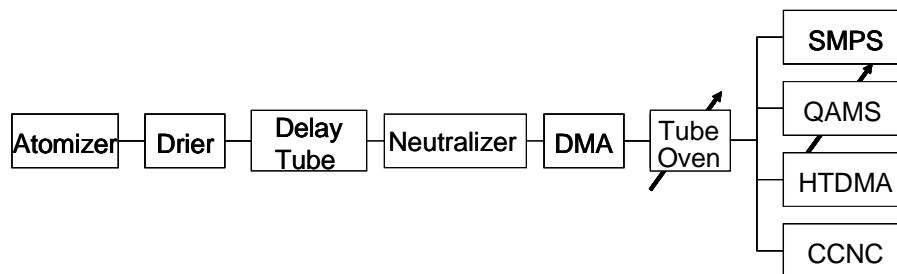 Atomizer
Drier
Delay
Tube
Neutralizer
DMA
Tube
Oven
SMPS
QAMS
HTDMA
CCNC